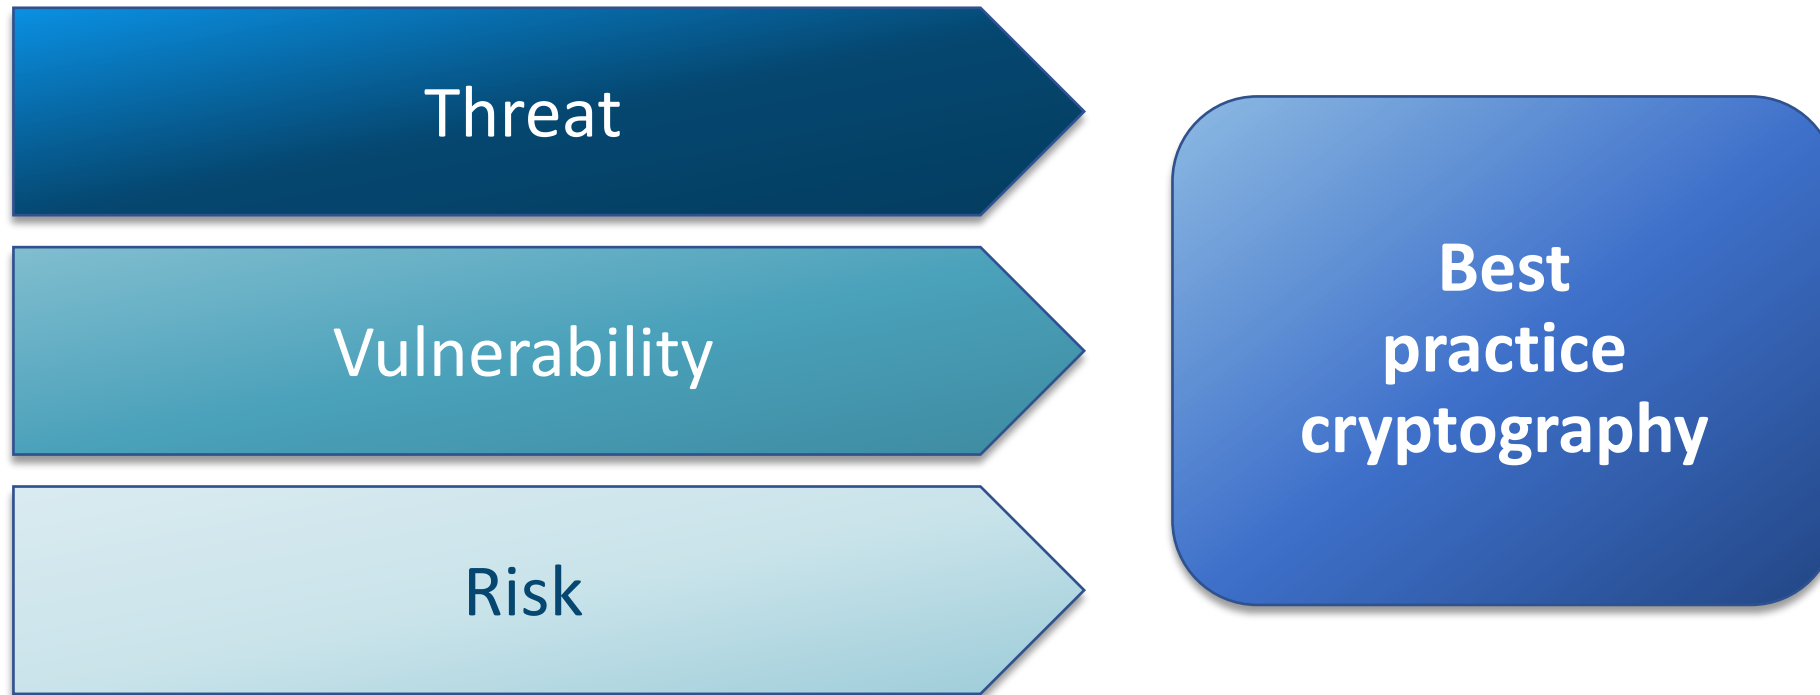 Threat
Vulnerability
Risk
Best
practice
cryptography